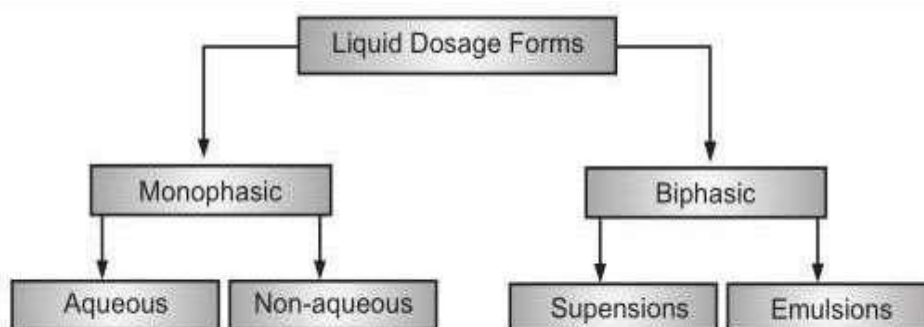 Liquid Dosage Forms
Monophasic
Biphasic
Aqueous
Non-aqueous
Supensions
Emulsions